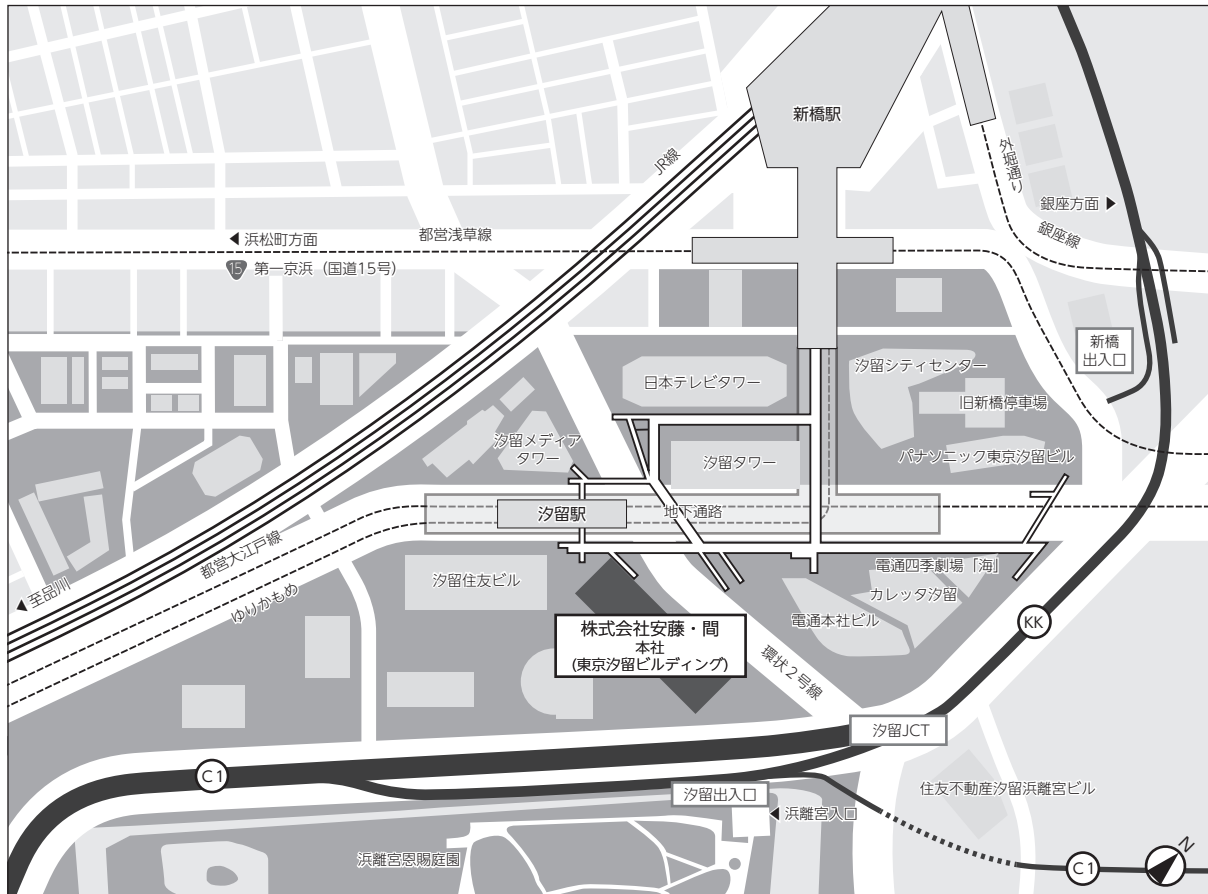 新橋駅
JR線
外堀通り
銀座方面
銀座線
浜松町方面
都営浅草線
15 第一京浜(国道15号)
新橋
出入口
日本テレビタワー
汐留シティセンター
旧新橋停車場
汐留メディア
タワー
汐留タワー
パナソニック東京汐留ビル
汐留駅
地下通路
都営大江戸線
ゆりかもめ
至品川
汐留住友ビル
電通四季劇場「海」
カレッタ汐留
電通本社ビル
株式会社安藤・間
本社
(東京汐留ビルディング)
環状2号線
KK
汐留JCT
C1
汐留出入口
浜離宮入口
住友不動産汐留浜離宮ビル
浜離宮恩賜庭園
C1
N